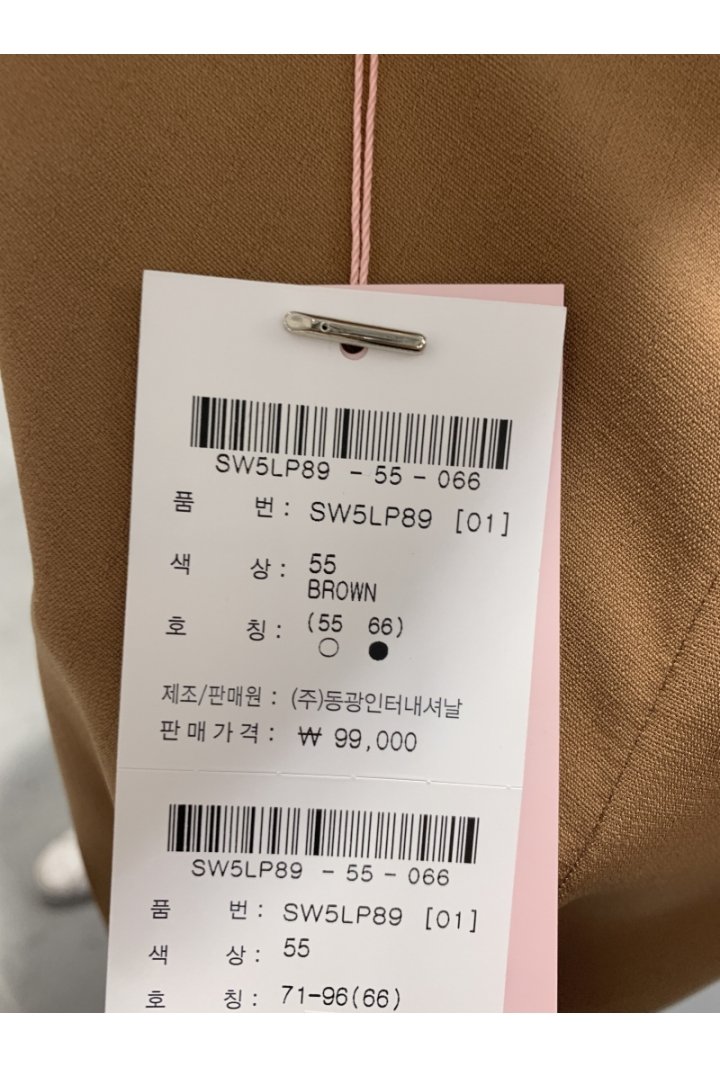 SW5LP89 - 55 - 066
품 번 : SW5LP89 [01]
색 상 : 55
BROWN
호 칭 : (55 66)
제조/판매원 : (주)동광인터내셔날
판매가격 : ₩ 99,000
SW5LP89 - 55 - 066
품 번 : SW5LP89 [01]
색 상 : 55
호 칭 : 71-96(66)